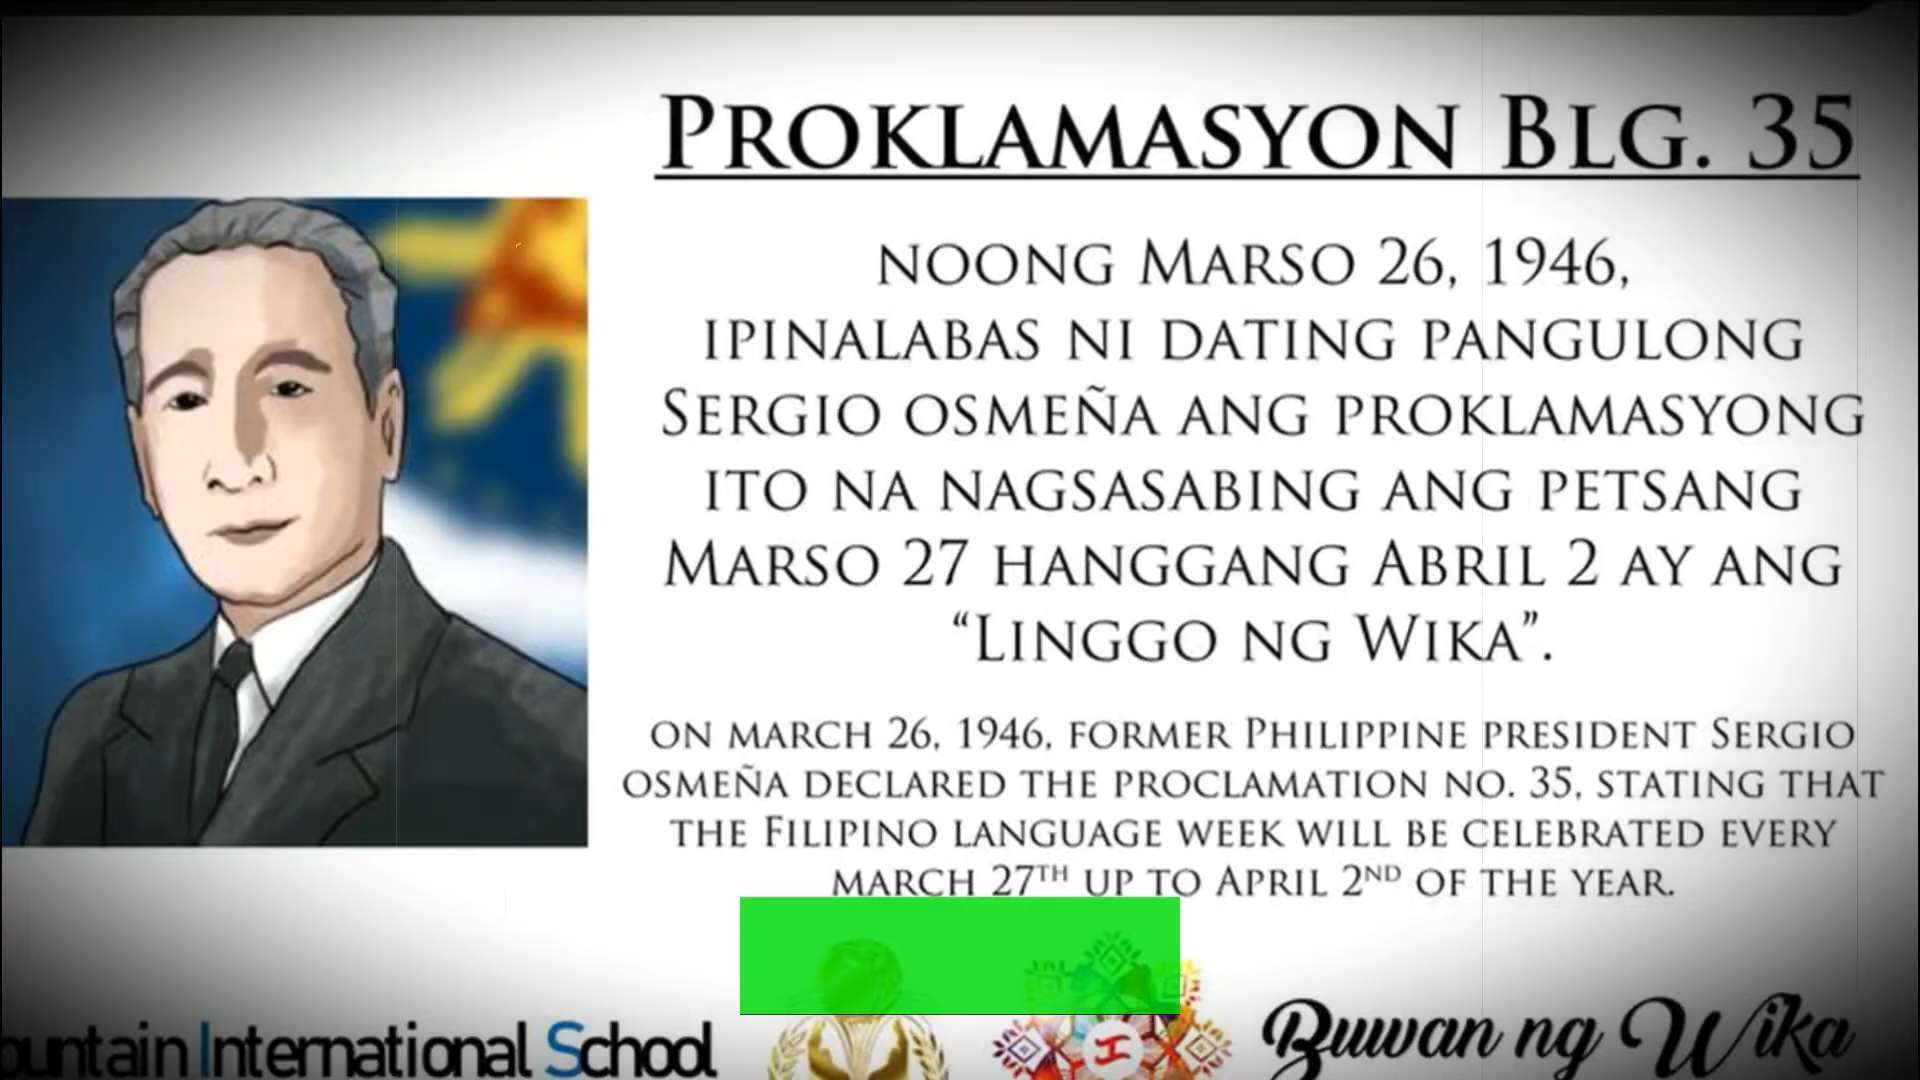 PROKLAMASYON BLG. 35
NOONG MARSO 26, 1946,
IPINALABAS NI DATING PANGULONG
SERGIO OSMEÑA ANG PROKLAMASYONG
ITO NA NAGSASABING ANG PETSANG
MARSO 27 HANGGANG ABRIL 2 AY ANG
“LINGGO NG WIKA”.
ON MARCH 26, 1946, FORMER PHILIPPINE PRESIDENT SERGIO
OSMEÑA DECLARED THE PROCLAMATION NO. 35, STATING THAT
THE FILIPINO LANGUAGE WEEK WILL BE CELEBRATED EVERY
MARCH 27TH UP TO APRIL 2ND OF THE YEAR.
International School
Buwan ng Wika